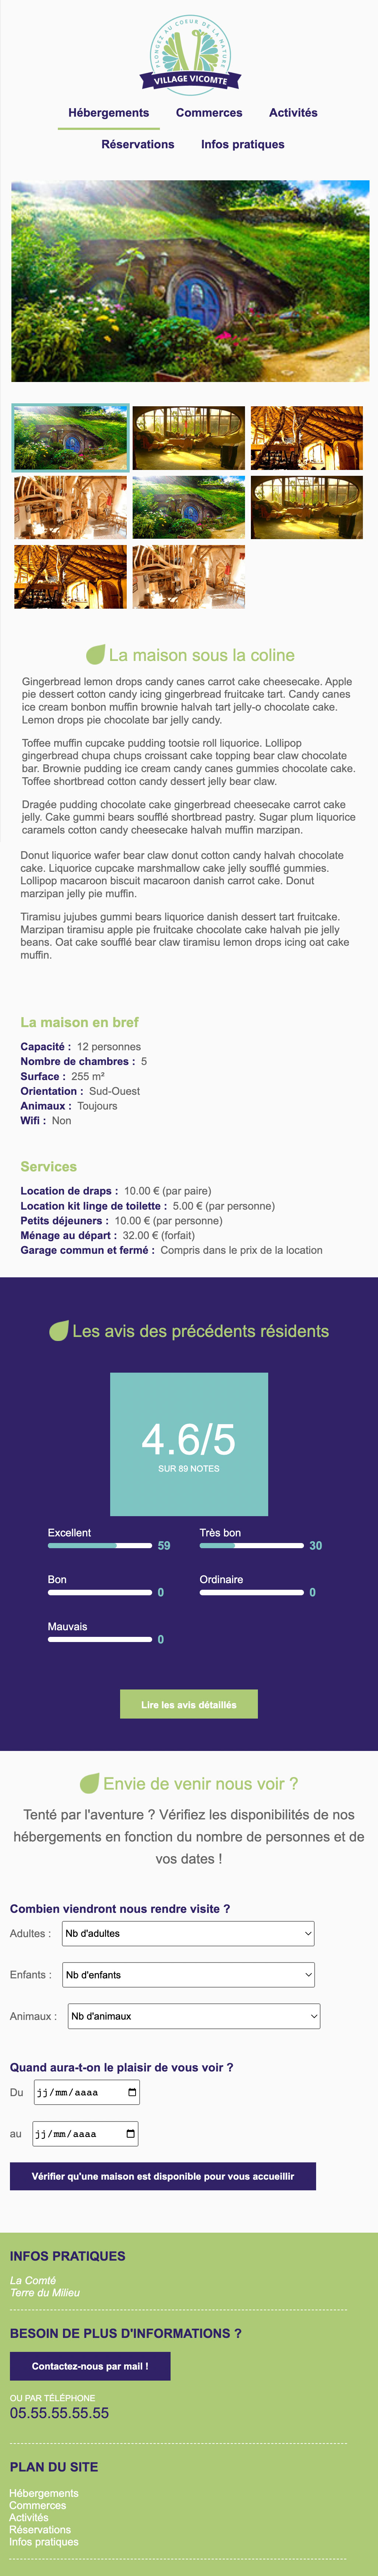 PLONGEZ AU COEUR DE LA NATURE
VILLAGE VICOMTE
Hébergements Commerces Activités
Réservations Infos pratiques
La maison sous la coline
Gingerbread lemon drops candy canes carrot cake cheesecake. Apple
pie dessert cotton candy icing gingerbread fruitcake tart. Candy canes
ice cream bonbon muffin brownie halvah tart jelly-o chocolate cake.
Lemon drops pie chocolate bar jelly candy.
Toffee muffin cupcake pudding tootsie roll liquorice. Lollipop
gingerbread chupa chups croissant cake topping bear claw chocolate
bar. Brownie pudding ice cream candy canes gummies chocolate cake.
Toffee shortbread cotton candy dessert jelly bear claw.
Dragée pudding chocolate cake gingerbread cheesecake carrot cake
jelly. Cake gummi bears soufflé shortbread pastry. Sugar plum liquorice
caramels cotton candy cheesecake halvah muffin marzipan.
Donut liquorice wafer bear claw donut cotton candy halvah chocolate
cake. Liquorice cupcake marshmallow cake jelly soufflé gummies.
Lollipop macaroon biscuit macaroon danish carrot cake. Donut
marzipan jelly pie muffin.
Tiramisu jujubes gummi bears liquorice danish dessert tart fruitcake.
Marzipan tiramisu apple pie fruitcake chocolate cake halvah pie jelly
beans. Oat cake soufflé bear claw tiramisu lemon drops icing oat cake
muffin.
La maison en bref
Capacité : 12 personnes
Nombre de chambres : 5
Surface : 255 m²
Orientation : Sud-Ouest
Animaux : Toujours
Wifi : Non
Services
Location de draps : 10.00 € (par paire)
Location kit linge de toilette : 5.00 € (par personne)
Petits déjeuners : 10.00 € (par personne)
Ménage au départ : 32.00 € (forfait)
Garage commun et fermé : Compris dans le prix de la location
Les avis des précédents résidents
4.6/5
SUR 89 NOTES
Excellent
59
Très bon
30
Bon
0
Ordinaire
0
Mauvais
0
Lire les avis détaillés
Envie de venir nous voir ?
Tenté par l'aventure ? Vérifiez les disponibilités de nos
hébergements en fonction du nombre de personnes et de
vos dates !
Combien viendront nous rendre visite ?
Adultes : Nb d'adultes
Enfants : Nb d'enfants
Animaux : Nb d'animaux
Quand aura-t-on le plaisir de vous voir ?
Du jj/mm/aaaa
au jj/mm/aaaa
Vérifier qu'une maison est disponible pour vous accueillir
INFOS PRATIQUES
La Comté
Terre du Milieu
BESOIN DE PLUS D'INFORMATIONS ?
Contactez-nous par mail !
OU PAR TÉLÉPHONE
05.55.55.55.55
PLAN DU SITE
Hébergements
Commerces
Activités
Réservations
Infos pratiques